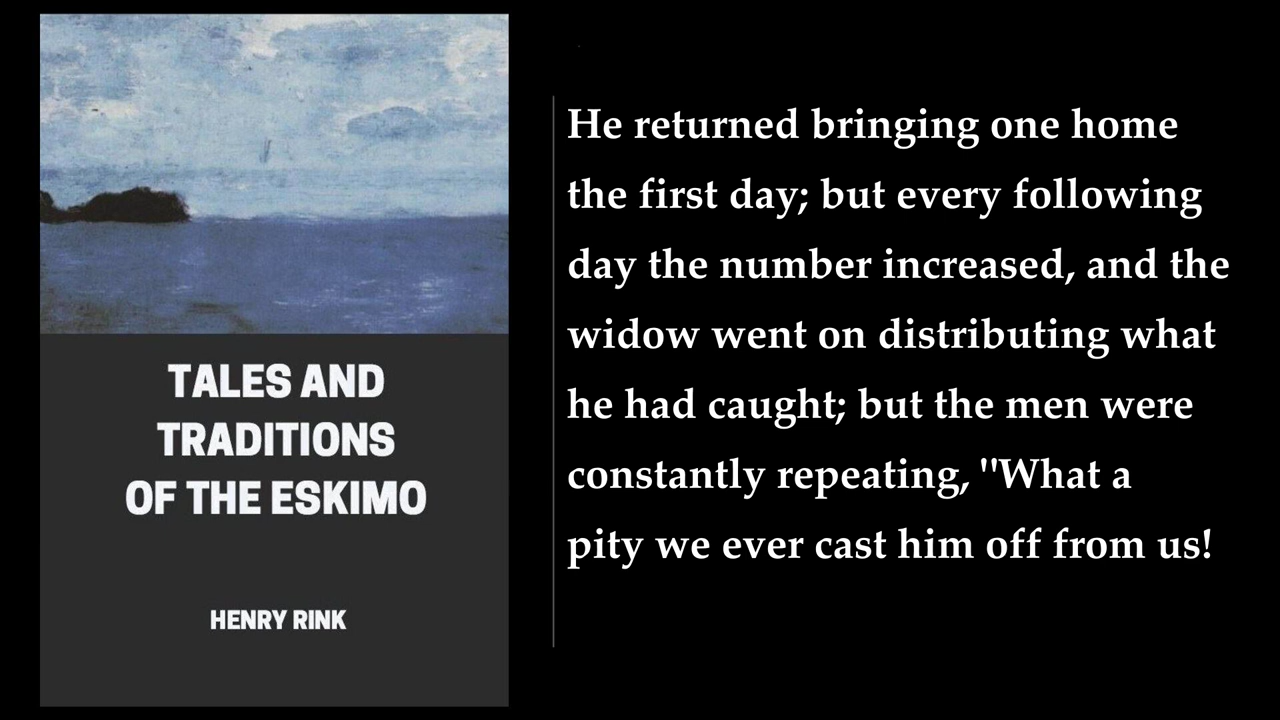 TALES AND
TRADITIONS
OF THE ESKIMO
HENRY RINK
He returned bringing one home
the first day; but every following
day the number increased, and the
widow went on distributing what
he had caught; but the men were
constantly repeating, "What a
pity we ever cast him off from us!